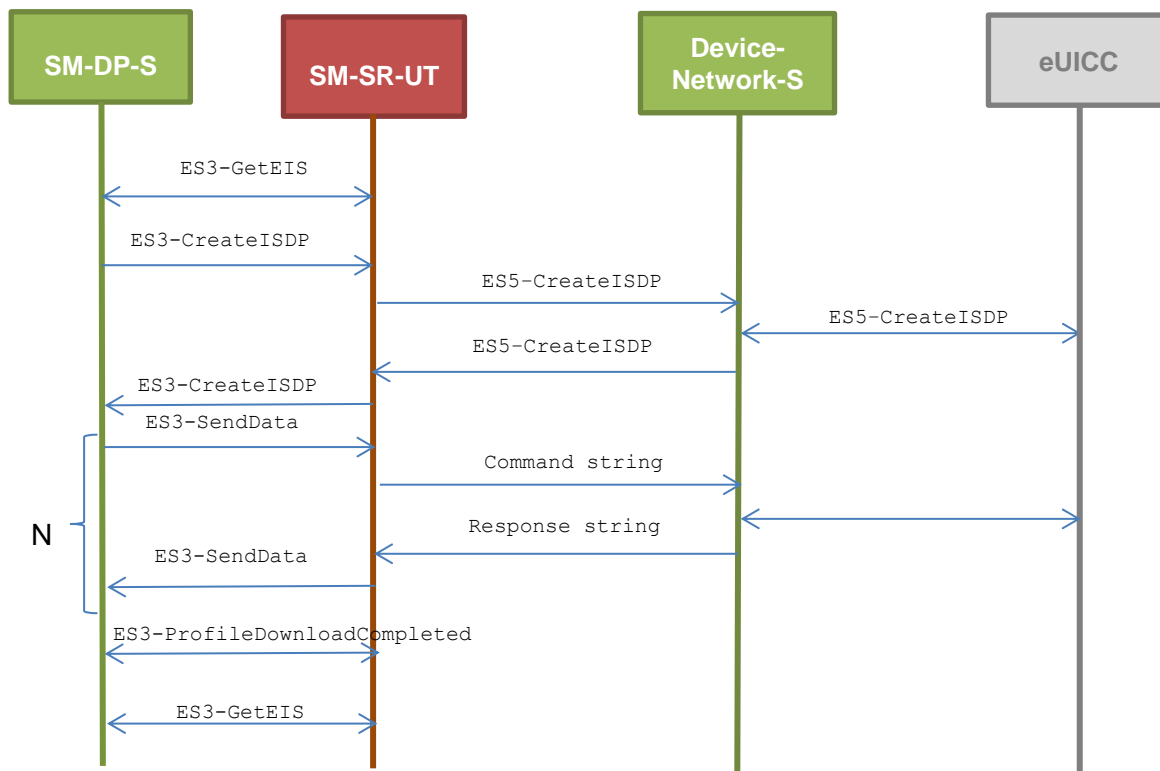 SM-DP-S
SM-SR-UT
Device-
Network-S
eUICC
ES3-GetEIS
ES3-CreateISDP
ES5-CreateISDP
ES5-CreateISDP
ES5-CreateISDP
ES3-CreateISDP
ES3-SendData
Command string
N
Response string
ES3-SendData
ES3-ProfileDownloadCompleted
ES3-GetEIS